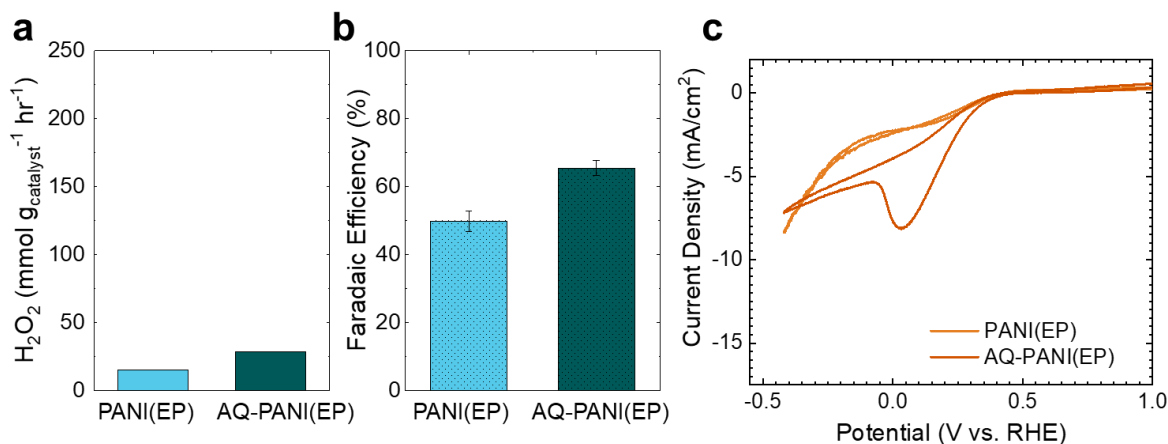 a
H₂O₂ (mmol g_catalyst⁻¹ hr⁻¹)
250
200
150
100
50
0
PANI(EP)
AQ-PANI(EP)
b
Faradaic Efficiency (%)
100
80
60
40
20
0
PANI(EP)
AQ-PANI(EP)
c
Current Density (mA/cm²)
0
-5
-10
-15
PANI(EP)
AQ-PANI(EP)
-0.5
0.0
0.5
1.0
Potential (V vs. RHE)